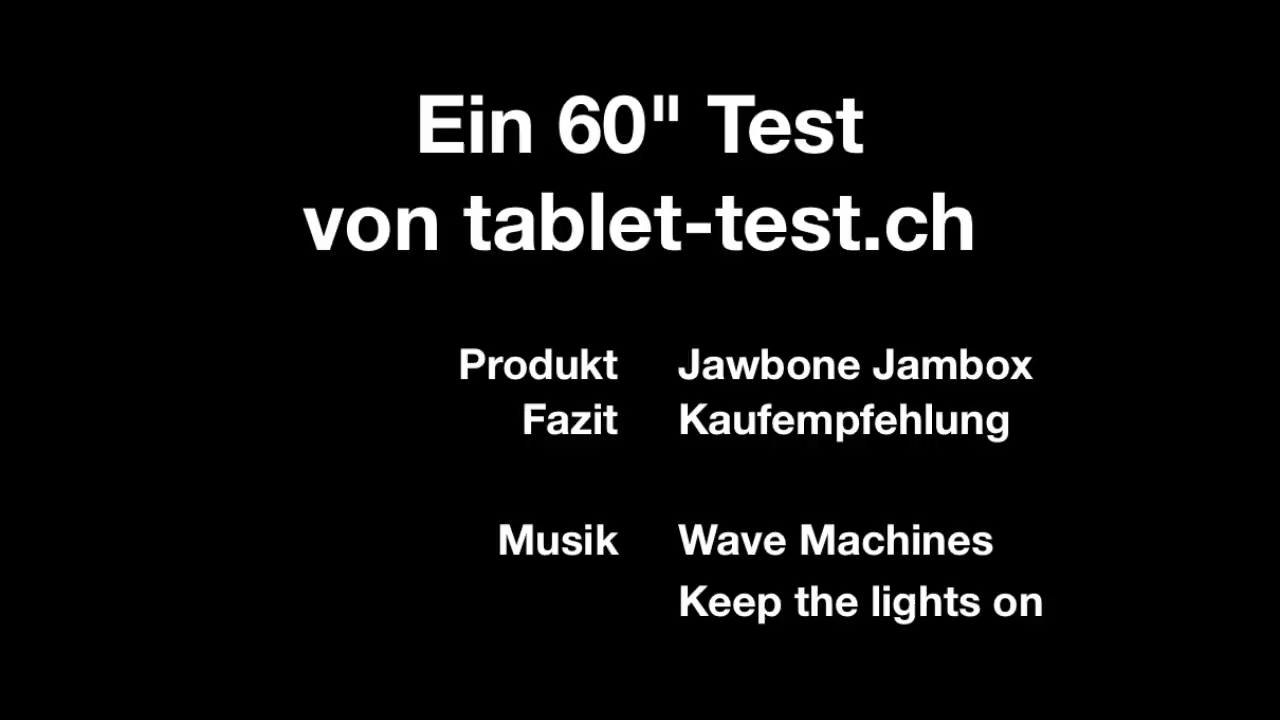 Ein 60" Test
von tablet-test.ch
Produkt Jawbone Jambox
Fazit Kaufempfehlung
Musik Wave Machines
Keep the lights on